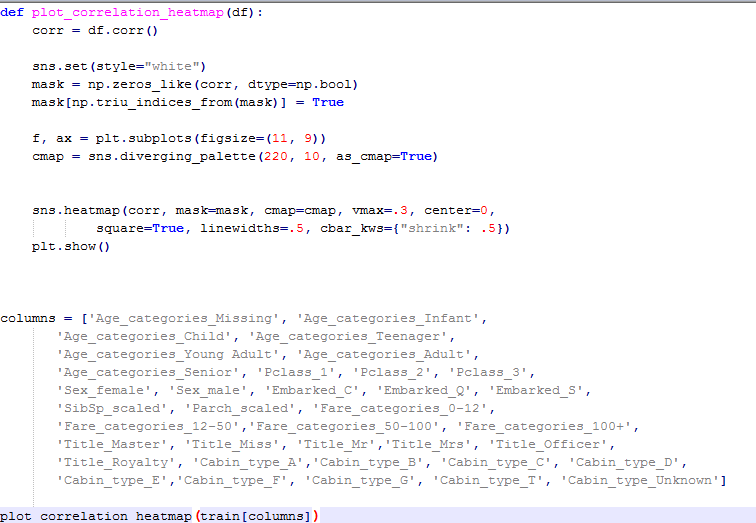 def plot_correlation_heatmap(df):
    corr = df.corr()
    sns.set(style="white")
    mask = np.zeros_like(corr, dtype=np.bool)
    mask[np.triu_indices_from(mask)] = True
    f, ax = plt.subplots(figsize=(11, 9))
    cmap = sns.diverging_palette(220, 10, as_cmap=True)
    sns.heatmap(corr, mask=mask, cmap=cmap, vmax=.3, center=0,
            square=True, linewidths=.5, cbar_kws={"shrink": .5})
    plt.show()
columns = ['Age_categories_Missing', 'Age_categories_Infant',
       'Age_categories_Child', 'Age_categories_Teenager',
       'Age_categories_Young Adult', 'Age_categories_Adult',
       'Age_categories_Senior', 'Pclass_1', 'Pclass_2', 'Pclass_3',
       'Sex_female', 'Sex_male', 'Embarked_C', 'Embarked_Q', 'Embarked_S',
       'SibSp_scaled', 'Parch_scaled', 'Fare_categories_0-12',
       'Fare_categories_12-50','Fare_categories_50-100', 'Fare_categories_100+',
       'Title_Master', 'Title_Miss', 'Title_Mr','Title_Mrs', 'Title_Officer',
       'Title_Royalty', 'Cabin_type_A','Cabin_type_B', 'Cabin_type_C', 'Cabin_type_D',
       'Cabin_type_E','Cabin_type_F', 'Cabin_type_G', 'Cabin_type_T', 'Cabin_type_Unknown']
plot_correlation_heatmap(train[columns])